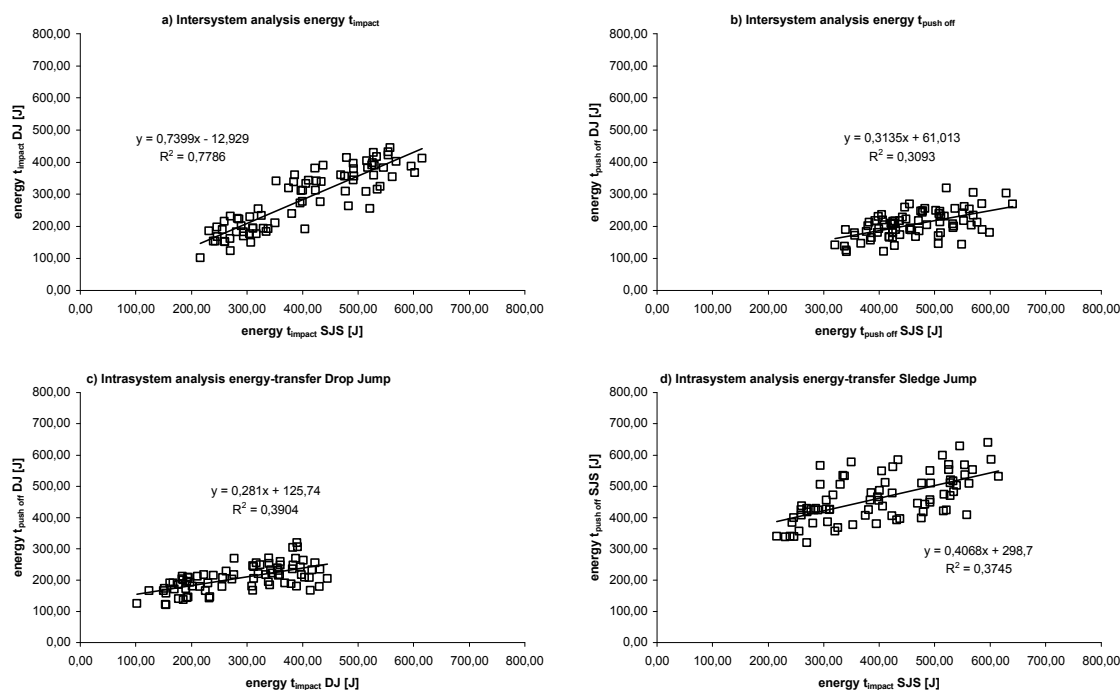 a) Intersystem analysis energy t impact
800,00
700,00
600,00
500,00
400,00
300,00
200,00
100,00
0,00
energy t impact DJ [J]
y = 0,7399x - 12,929
R² = 0,7786
0,00 100,00 200,00 300,00 400,00 500,00 600,00 700,00 800,00
energy t impact SJS [J]
b) Intersystem analysis energy t push off
800,00
700,00
600,00
500,00
400,00
300,00
200,00
100,00
0,00
energy t push off DJ [J]
y = 0,3135x + 61,013
R² = 0,3093
0,00 100,00 200,00 300,00 400,00 500,00 600,00 700,00 800,00
energy t push off SJS [J]
c) Intrasystem analysis energy-transfer Drop Jump
800,00
700,00
600,00
500,00
400,00
300,00
200,00
100,00
0,00
energy t push off DJ [J]
y = 0,281x + 125,74
R² = 0,3904
0,00 100,00 200,00 300,00 400,00 500,00 600,00 700,00 800,00
energy t impact DJ [J]
d) Intrasystem analysis energy-transfer Sledge Jump
800,00
700,00
600,00
500,00
400,00
300,00
200,00
100,00
0,00
energy t push off SJS [J]
y = 0,4068x + 298,7
R² = 0,3745
0,00 100,00 200,00 300,00 400,00 500,00 600,00 700,00 800,00
energy t impact SJS [J]